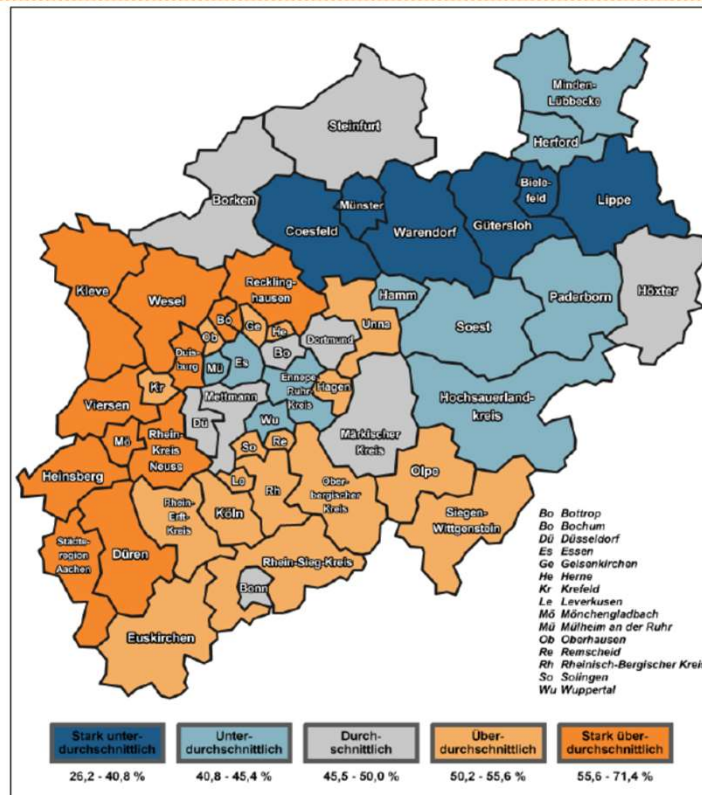 Minden-
Lübbecke
Steinfurt
Herford
Borken
Münster
Biele-
feld
Lippe
Coesfeld
Warendorf
Gütersloh
Kleve
Wesel
Reckling-
hausen
Hamm
Paderborn
Höxter
Bo
Ge
He
Unna
Soest
Ob
Bo
Dortmund
Duis-
burg
Mü
Es
Ennepe-
Ruhr-
Kreis
Hagen
Kr
Mettmann
Hochsauerland-
kreis
Viersen
Dü
Wu
Märkischer
Kreis
Mö
Rhein-
Kreis
Neuss
So
Re
Heinsberg
Le
Rh
Ober-
bergischer
Kreis
Olpe
Rhein-
Erft-
Kreis
Köln
Siegen-
Wittgenstein
Städte-
region
Aachen
Düren
Rhein-Sieg-Kreis
Bonn
Euskirchen
Bo Bottrop
Bo Bochum
Dü Düsseldorf
Es Essen
Ge Gelsenkirchen
He Herne
Kr Krefeld
Le Leverkusen
Mö Mönchengladbach
Mü Mülheim an der Ruhr
Ob Oberhausen
Re Remscheid
Rh Rheinisch-Bergischer Kreis
So Solingen
Wu Wuppertal
Stark unter-
durchschnittlich
26,2 - 40,8 %
Unter-
durchschnittlich
40,8 - 45,4 %
Durch-
schnittlich
45,5 - 50,0 %
Über-
durchschnittlich
50,2 - 55,6 %
Stark über-
durchschnittlich
55,6 - 71,4 %